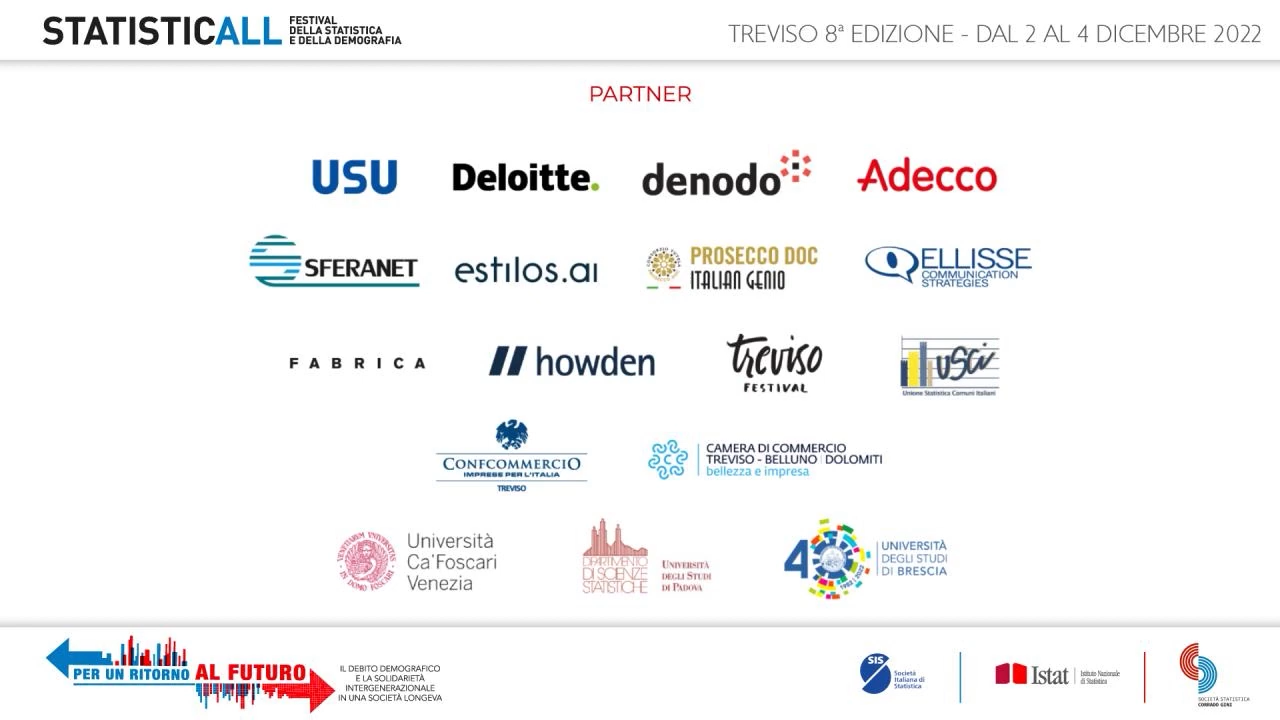 STATISTICALL
FESTIVAL
DELLA STATISTICA
E DELLA DEMOGRAFIA
TREVISO 8ª EDIZIONE - DAL 2 AL 4 DICEMBRE 2022
PARTNER
USU
Deloitte.
denodo
Adecco
SFERANET
estilos.ai
PROSECCO DOC
ITALIAN GENIO
ELLISSE
COMMUNICATION
STRATEGIES
FABRICA
howden
treviso
FESTIVAL
usci
Unione Statistica Comuni Italiani
CONFCOMMERCIO
IMPRESE PER L'ITALIA
TREVISO
CAMERA DI COMMERCIO
TREVISO - BELLUNO | DOLOMITI
bellezza e impresa
Università
Ca'Foscari
Venezia
DIPARTIMENTO
DI SCIENZE
STATISTICHE
UNIVERSITÀ
DEGLI STUDI
DI PADOVA
40
1982 | 2022
UNIVERSITÀ
DEGLI STUDI
DI BRESCIA
PER UN RITORNO AL FUTURO
IL DEBITO DEMOGRAFICO
E LA SOLIDARIETÀ
INTERGENERAZIONALE
IN UNA SOCIETÀ LONGEVA
SIS
Società
Italiana di
Statistica
Istat
Istituto Nazionale
di Statistica
SOCIETÀ STATISTICA
CORRADO GINI